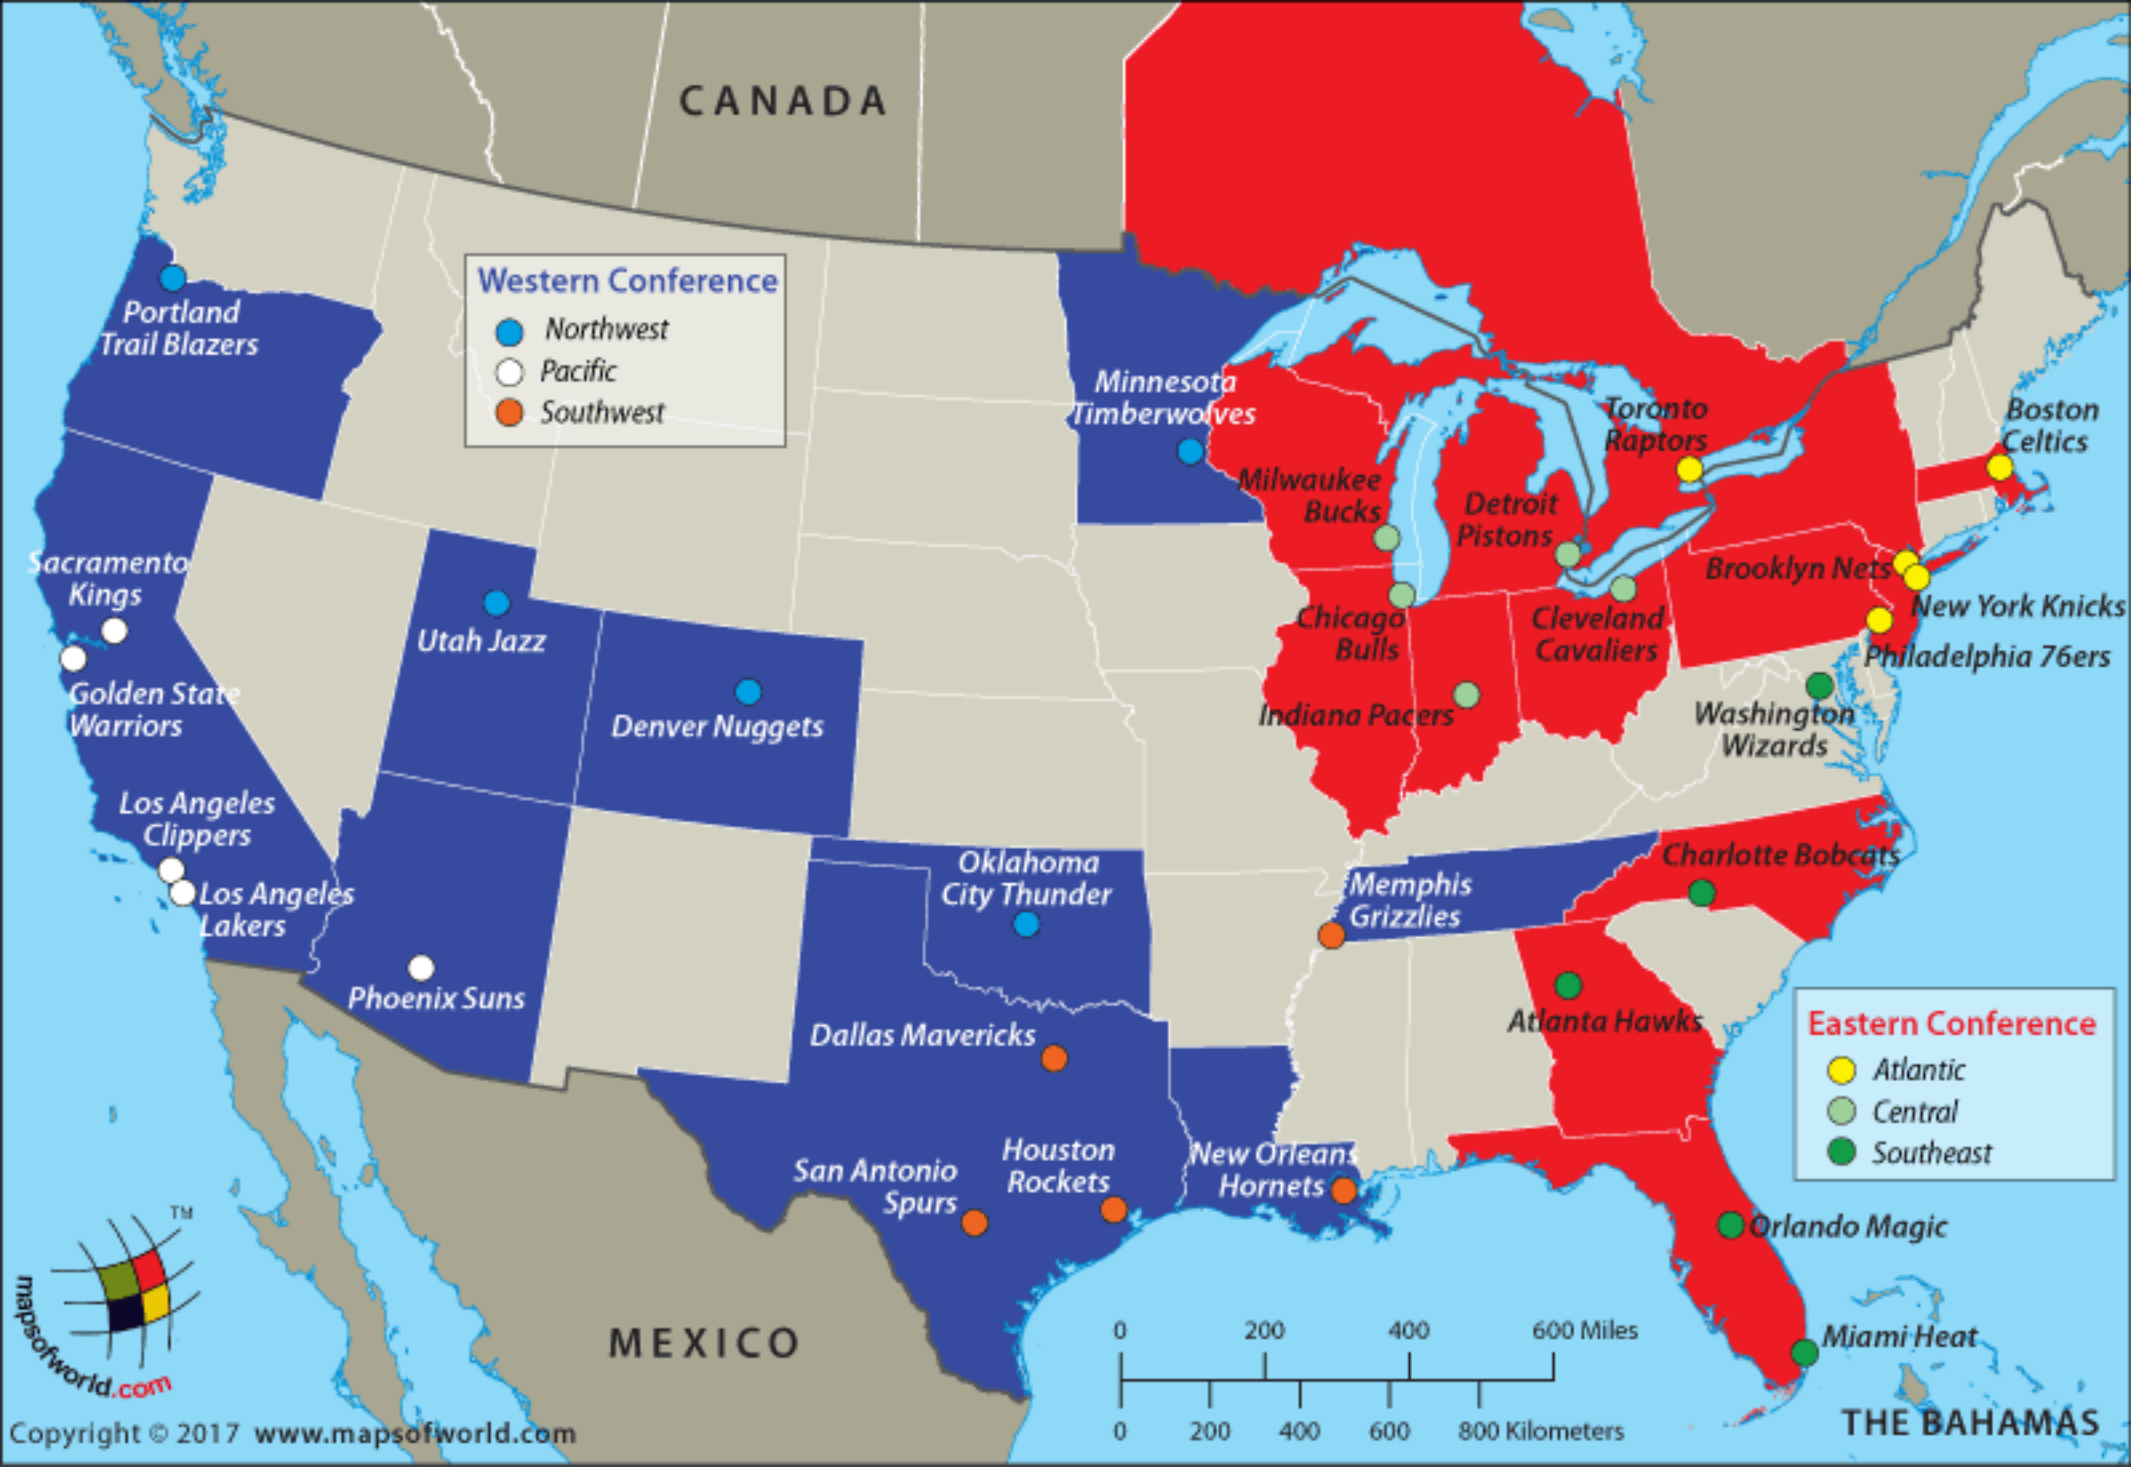 CANADA
Western Conference
Northwest
Pacific
Southwest
Portland
Trail Blazers
Minnesota
Timberwolves
Toronto
Raptors
Boston
Celtics
Milwaukee
Bucks
Detroit
Pistons
Sacramento
Kings
Utah Jazz
Brooklyn Nets
New York Knicks
Chicago
Bulls
Cleveland
Cavaliers
Philadelphia 76ers
Golden State
Warriors
Denver Nuggets
Indiana Pacers
Washington
Wizards
Los Angeles
Clippers
Los Angeles
Lakers
Oklahoma
City Thunder
Memphis
Grizzlies
Charlotte Bobcats
Phoenix Suns
Dallas Mavericks
Atlanta Hawks
Eastern Conference
Atlantic
Central
Southeast
San Antonio
Spurs
Houston
Rockets
New Orleans
Hornets
Orlando Magic
Miami Heat
TM
mapsofworld.com
MEXICO
0 200 400 600 Miles
0 200 400 600 800 Kilometers
THE BAHAMAS
Copyright © 2017 www.mapsofworld.com